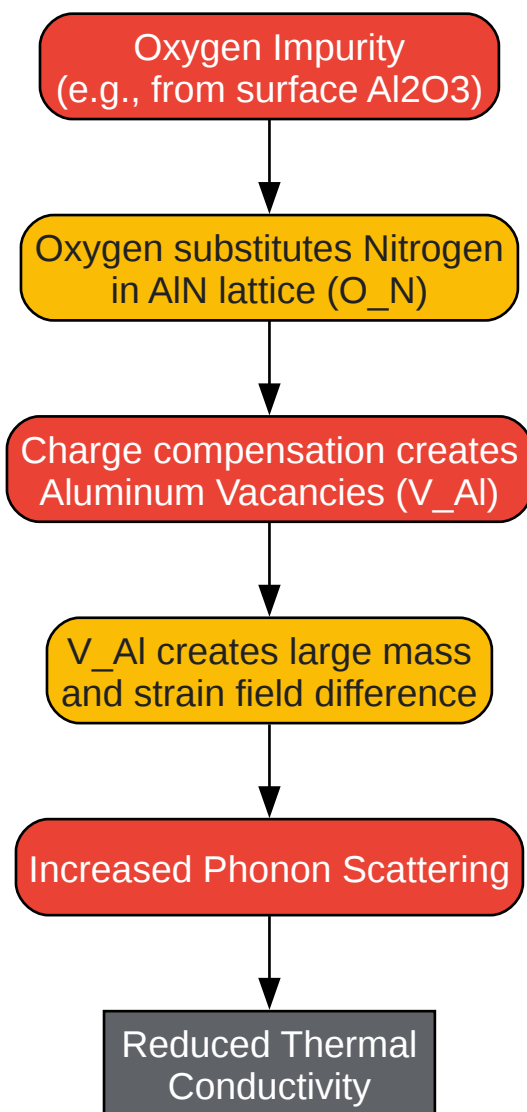 Oxygen Impurity
(e.g., from surface Al2O3)
Oxygen substitutes Nitrogen
in AlN lattice (O_N)
Charge compensation creates
Aluminum Vacancies (V_Al)
V_Al creates large mass
and strain field difference
Increased Phonon Scattering
Reduced Thermal
Conductivity